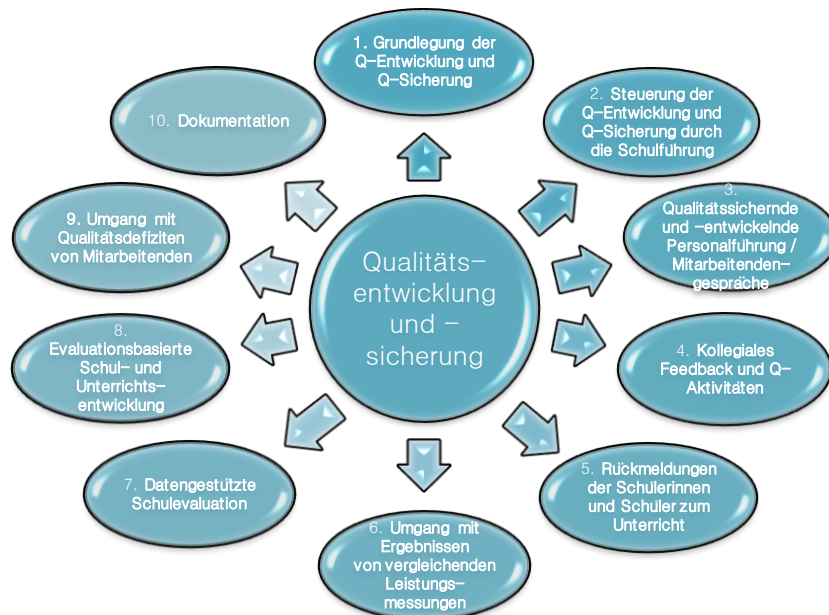 1. Grundlegung der
Q-Entwicklung und
Q-Sicherung
2. Steuerung der
Q-Entwicklung und
Q-Sicherung durch
die Schulführung
3.
Qualitätssichernde
und -entwickelnde
Personalführung /
Mitarbeitenden-
gespräche
4. Kollegiales
Feedback und Q-
Aktivitäten
5. Rückmeldungen
der Schülerinnen
und Schüler zum
Unterricht
6. Umgang mit
Ergebnissen
von vergleichenden
Leistungs-
messungen
7. Datengestützte
Schulevaluation
8.
Evaluationsbasierte
Schul- und
Unterrichts-
entwicklung
9. Umgang mit
Qualitätsdefiziten
von Mitarbeitenden
10. Dokumentation
Qualitäts-
entwicklung
und -
sicherung